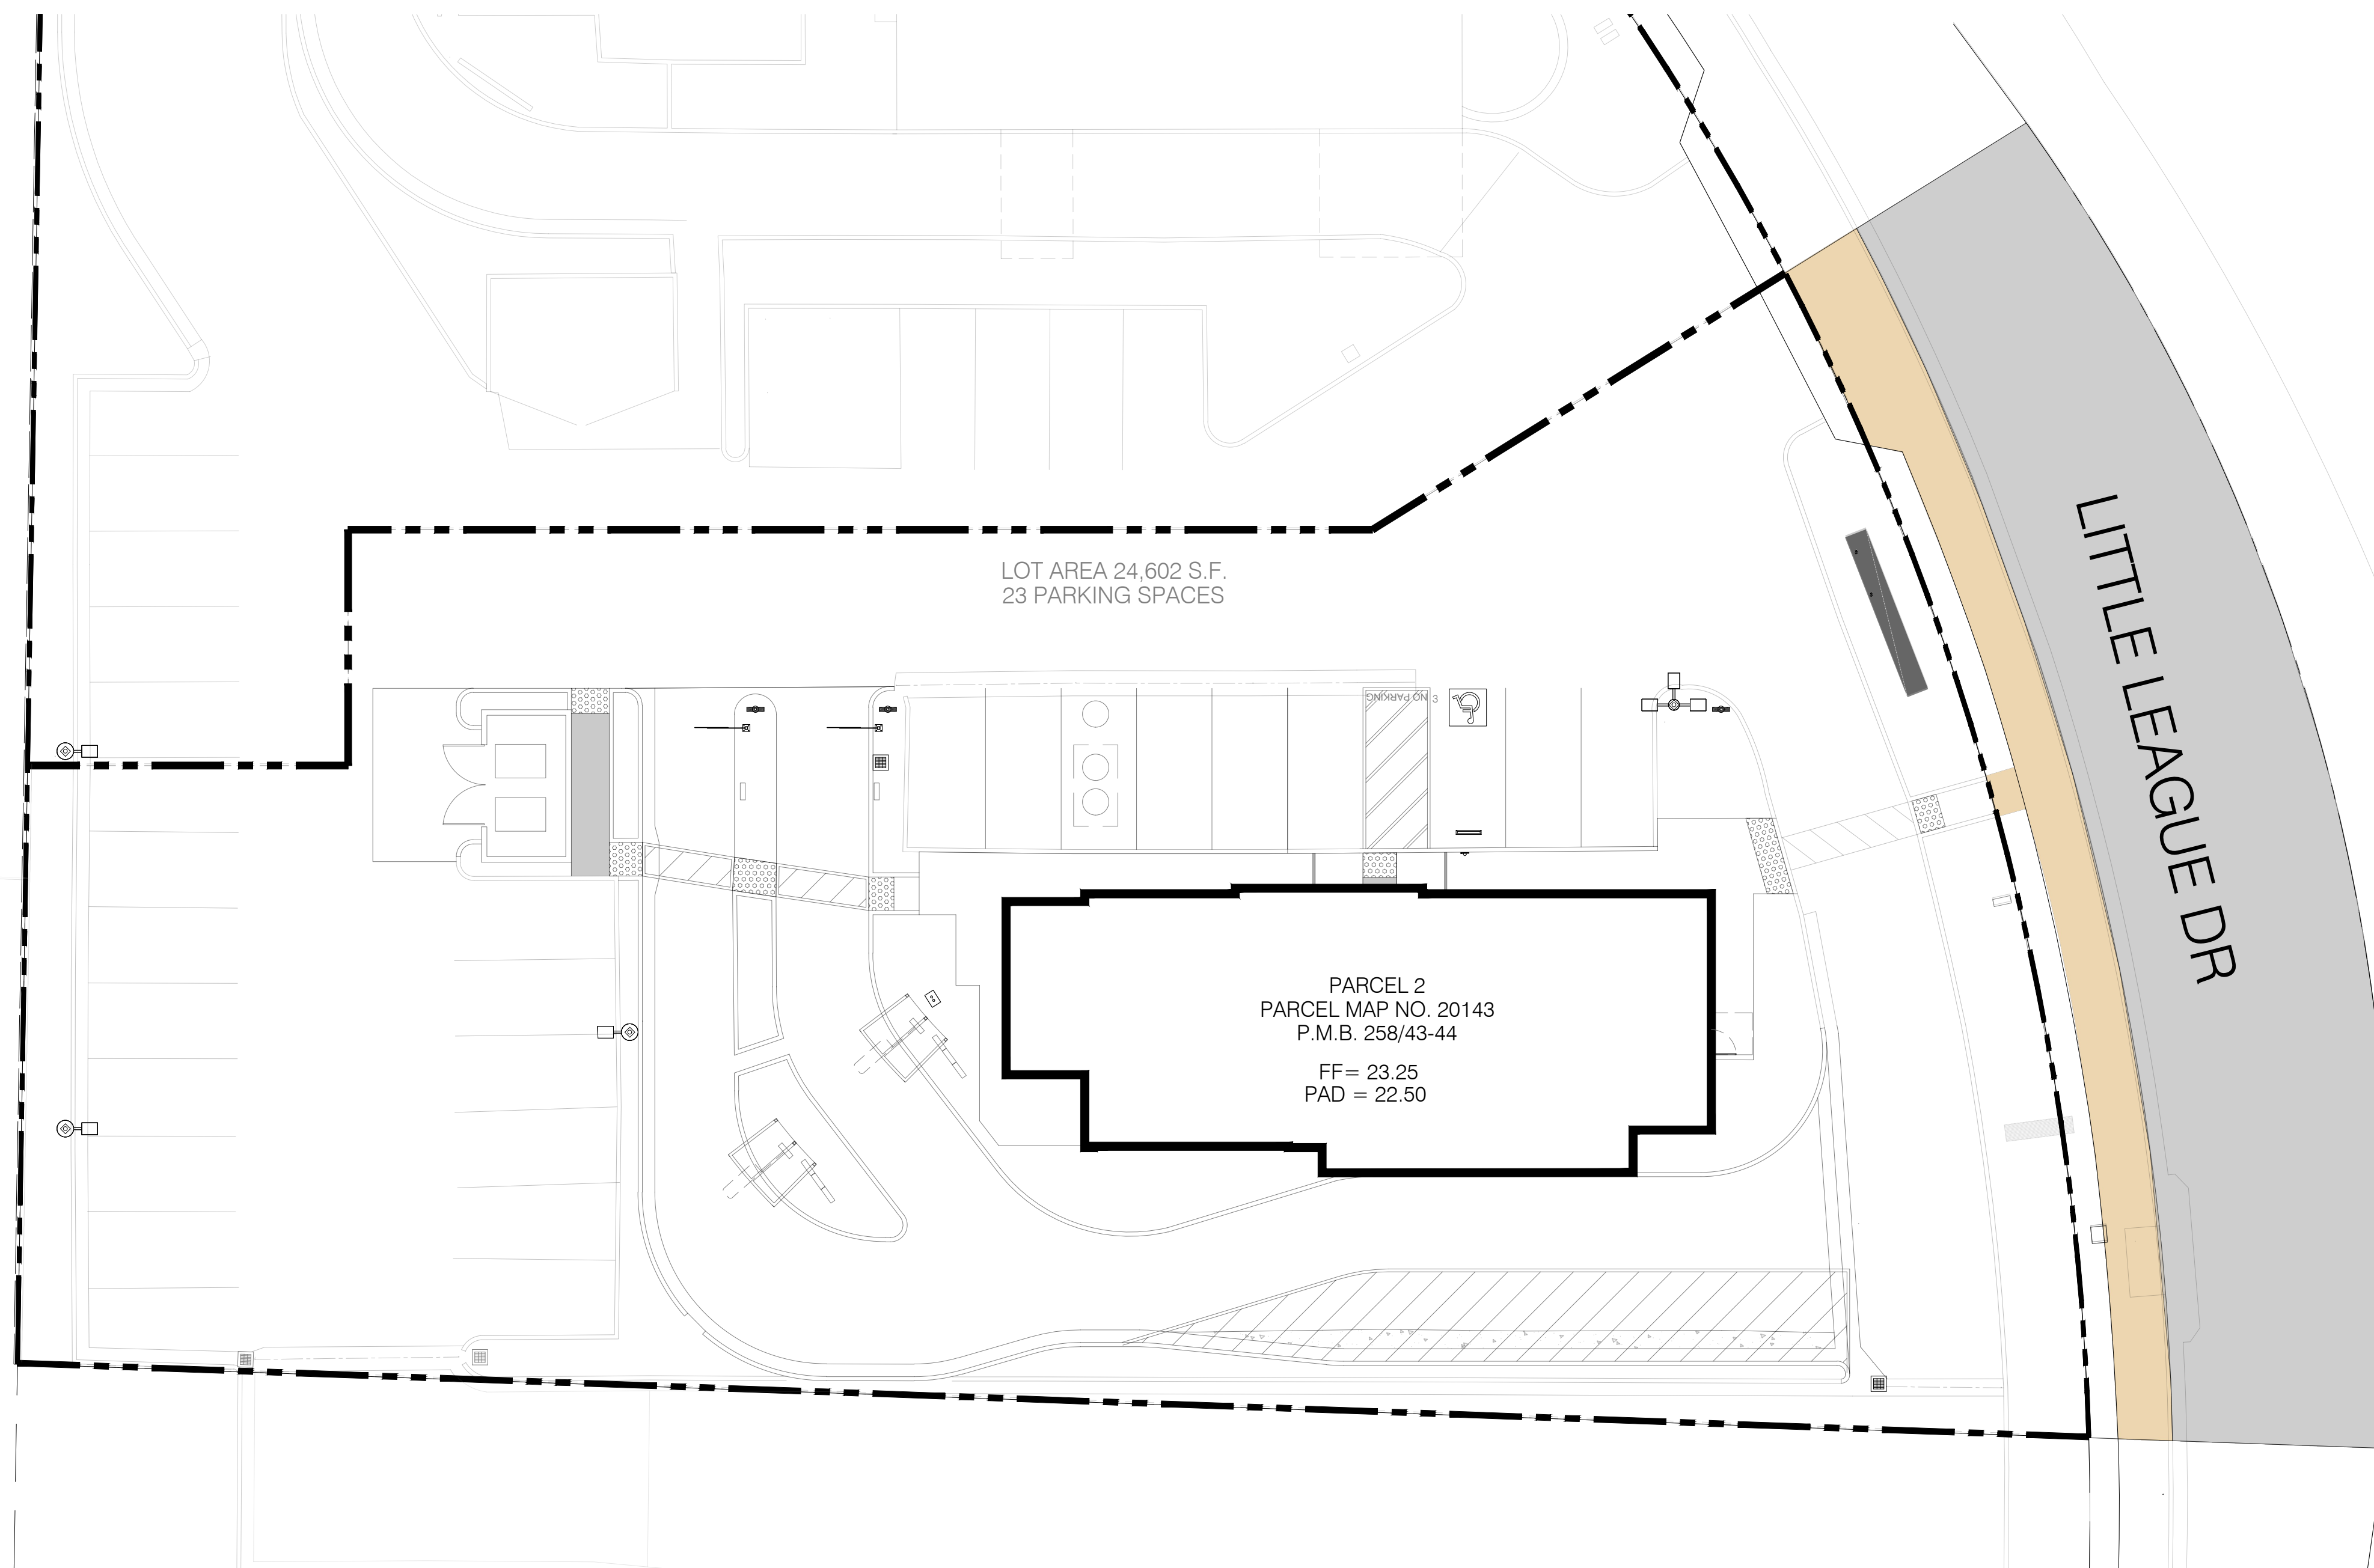 LOT AREA 24,602 S.F.
23 PARKING SPACES
NO PARKING
3
LITTLE LEAGUE DR
PARCEL 2
PARCEL MAP NO. 20143
P.M.B. 258/43-44
FF= 23.25
PAD = 22.50